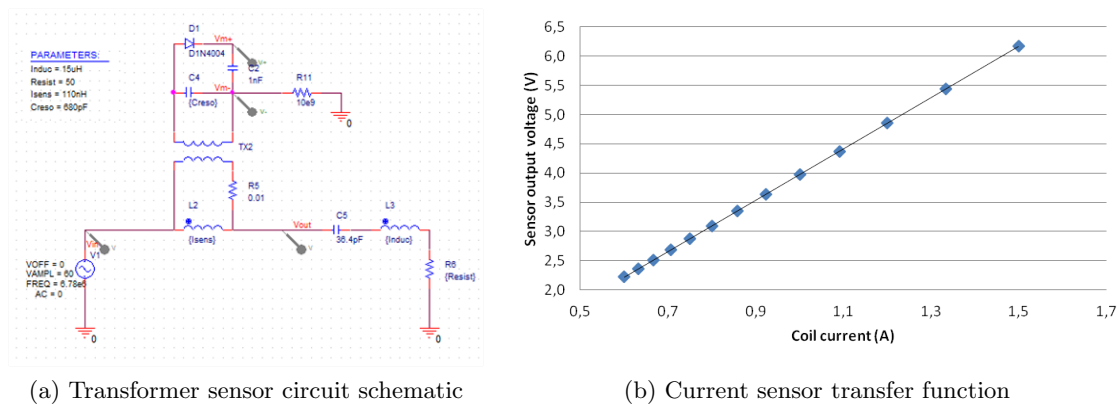 PARAMETERS:
Induc = 15uH
Resist = 50
Isens = 110nH
Creso = 680pF
D1
D1N4004
Vm+
V+
C2
1nF
C4
{Creso}
Vm-
V-
R11
10e9
0
TX2
R5
0.01
L2
{Isens}
Vout
V
C5
36.4pF
L3
{Induc}
R6
{Resist}
0
Vin
V
V1
VOFF = 0
VAMPL = 60
FREQ = 6.78e6
AC = 0
0
(a) Transformer sensor circuit schematic
Sensor output voltage (V)
6,5
6,0
5,5
5,0
4,5
4,0
3,5
3,0
2,5
2,0
0,5 0,7 0,9 1,1 1,3 1,5 1,7
Coil current (A)
(b) Current sensor transfer function